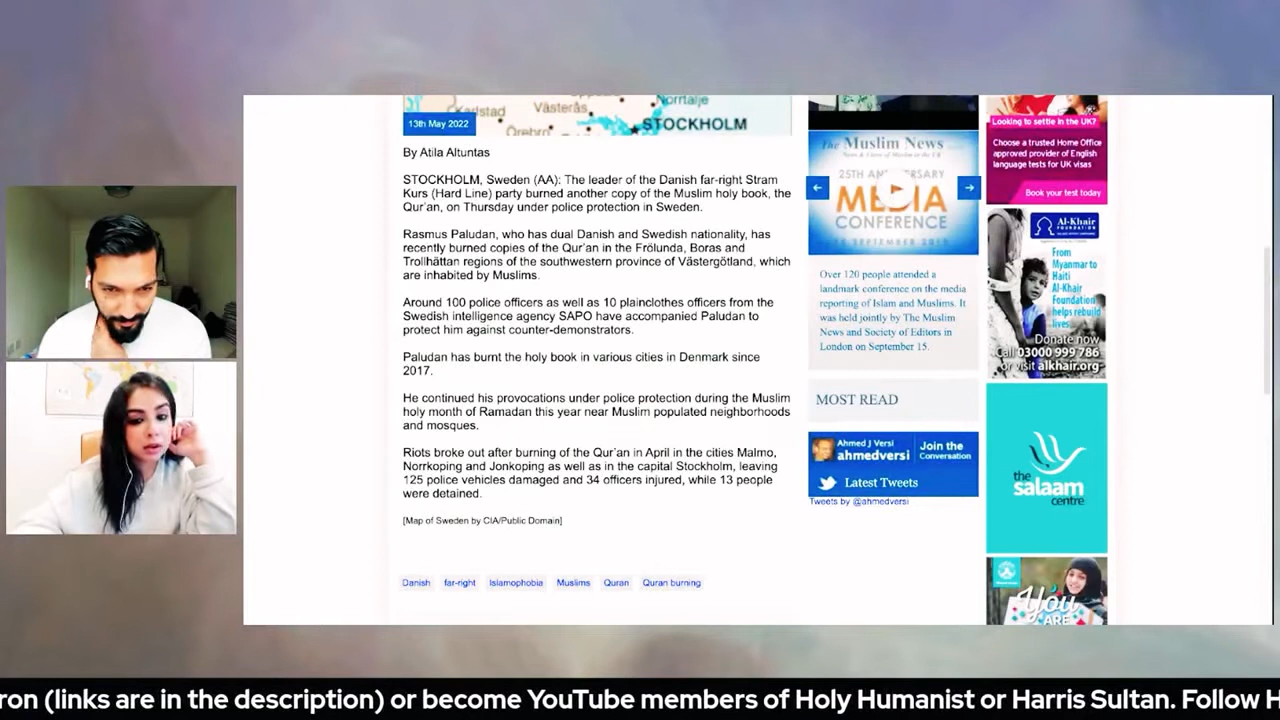 Karlstad
Västerås
Norrtalje
Örebro
STOCKHOLM
13th May 2022
By Atila Altuntas
STOCKHOLM, Sweden (AA): The leader of the Danish far-right Stram
Kurs (Hard Line) party burned another copy of the Muslim holy book, the
Qur'an, on Thursday under police protection in Sweden.
Rasmus Paludan, who has dual Danish and Swedish nationality, has
recently burned copies of the Qur'an in the Frölunda, Boras and
Trollhättan regions of the southwestern province of Västergötland, which
are inhabited by Muslims.
Around 100 police officers as well as 10 plainclothes officers from the
Swedish intelligence agency SAPO have accompanied Paludan to
protect him against counter-demonstrators.
Paludan has burnt the holy book in various cities in Denmark since
2017.
He continued his provocations under police protection during the Muslim
holy month of Ramadan this year near Muslim populated neighborhoods
and mosques.
Riots broke out after burning of the Qur'an in April in the cities Malmo,
Norrkoping and Jonkoping as well as in the capital Stockholm, leaving
125 police vehicles damaged and 34 officers injured, while 13 people
were detained.
[Map of Sweden by CIA/Public Domain]
Danish far-right Islamophobia Muslims Quran Quran burning
The Muslim News
25TH ANNIVERSARY
MEDIA
CONFERENCE
Over 120 people attended a
landmark conference on the media
reporting of Islam and Muslims. It
was held jointly by The Muslim
News and Society of Editors in
London on September 15.
MOST READ
Ahmed J Versi
ahmedversi
Join the
Conversation
Latest Tweets
Tweets by @ahmedversi
Looking to settle in the UK?
Choose a trusted Home Office
approved provider of English
language tests for UK visas
Book your test today
Al-Khair
FOUNDATION
From
Myanmar to
Haiti
Al-Khair
Foundation
helps rebuild
lives
Donate now
Call 03000 999 786
or visit alkhair.org
the
salaam
centre
You
ARE
ron (links are in the description) or become YouTube members of Holy Humanist or Harris Sultan. Follow H